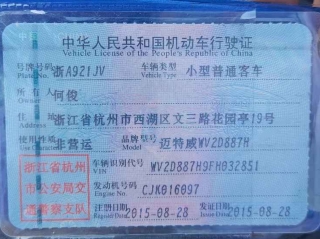 中华人民共和国机动车行驶证
Vehicle License of the People's Republic of China
号牌号码 浙A921JV 车辆类型 小型普通客车
Plate No. Vehicle Type
所有人 何俊
Owner
住址 浙江省杭州市西湖区文三路花园亭19号
Address
使用性质 非营运 品牌型号 迈特威WV2D887H
Use Character Model
浙江省杭州
市公安局交
通警察支队
车辆识别代号 WV2D887H9FH032851
VIN
发动机号码 CJK016097
Engine No.
注册日期 2015-08-28 发证日期 2015-08-28
Register Date Issue Date